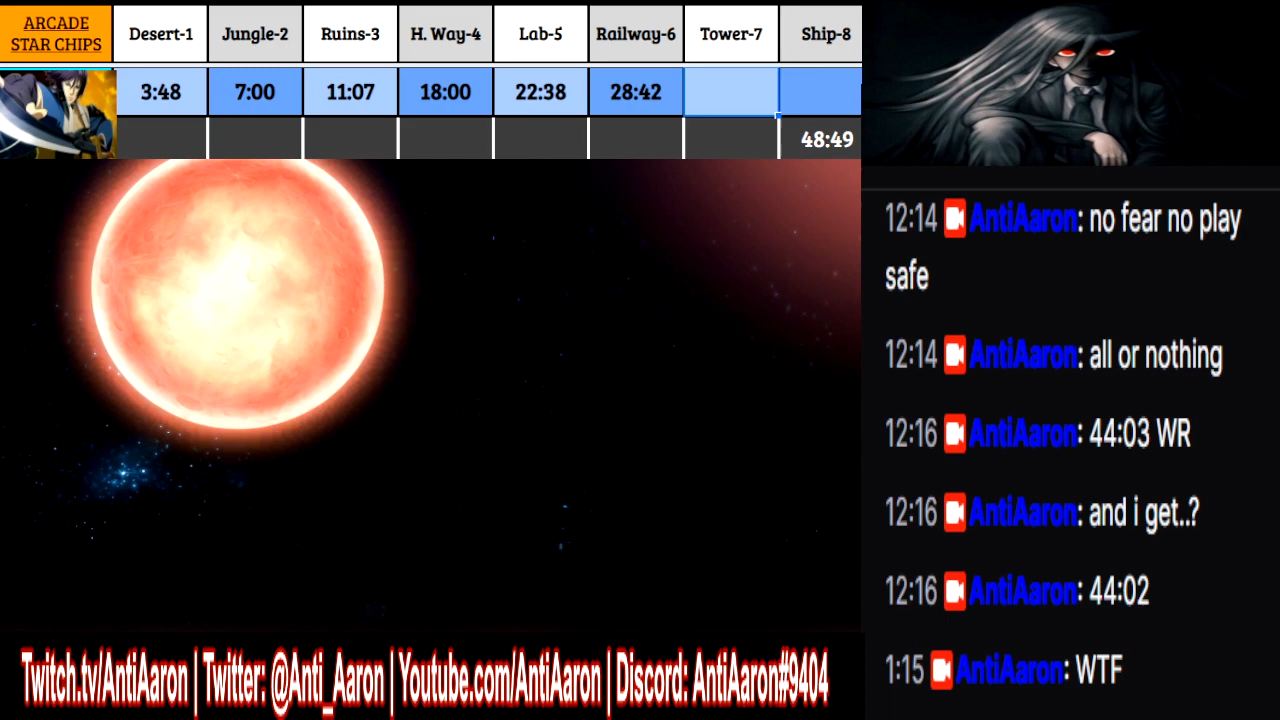 ARCADE
STAR CHIPS
Desert-1 Jungle-2 Ruins-3 H. Way-4 Lab-5 Railway-6 Tower-7 Ship-8
3:48 7:00 11:07 18:00 22:38 28:42
48:49
12:14 AntiAaron: no fear no play
safe
12:14 AntiAaron: all or nothing
12:16 AntiAaron: 44:03 WR
12:16 AntiAaron: and i get..?
12:16 AntiAaron: 44:02
1:15 AntiAaron: WTF
Twitch.tv/AntiAaron | Twitter: @Anti_Aaron | Youtube.com/AntiAaron | Discord: AntiAaron#9404